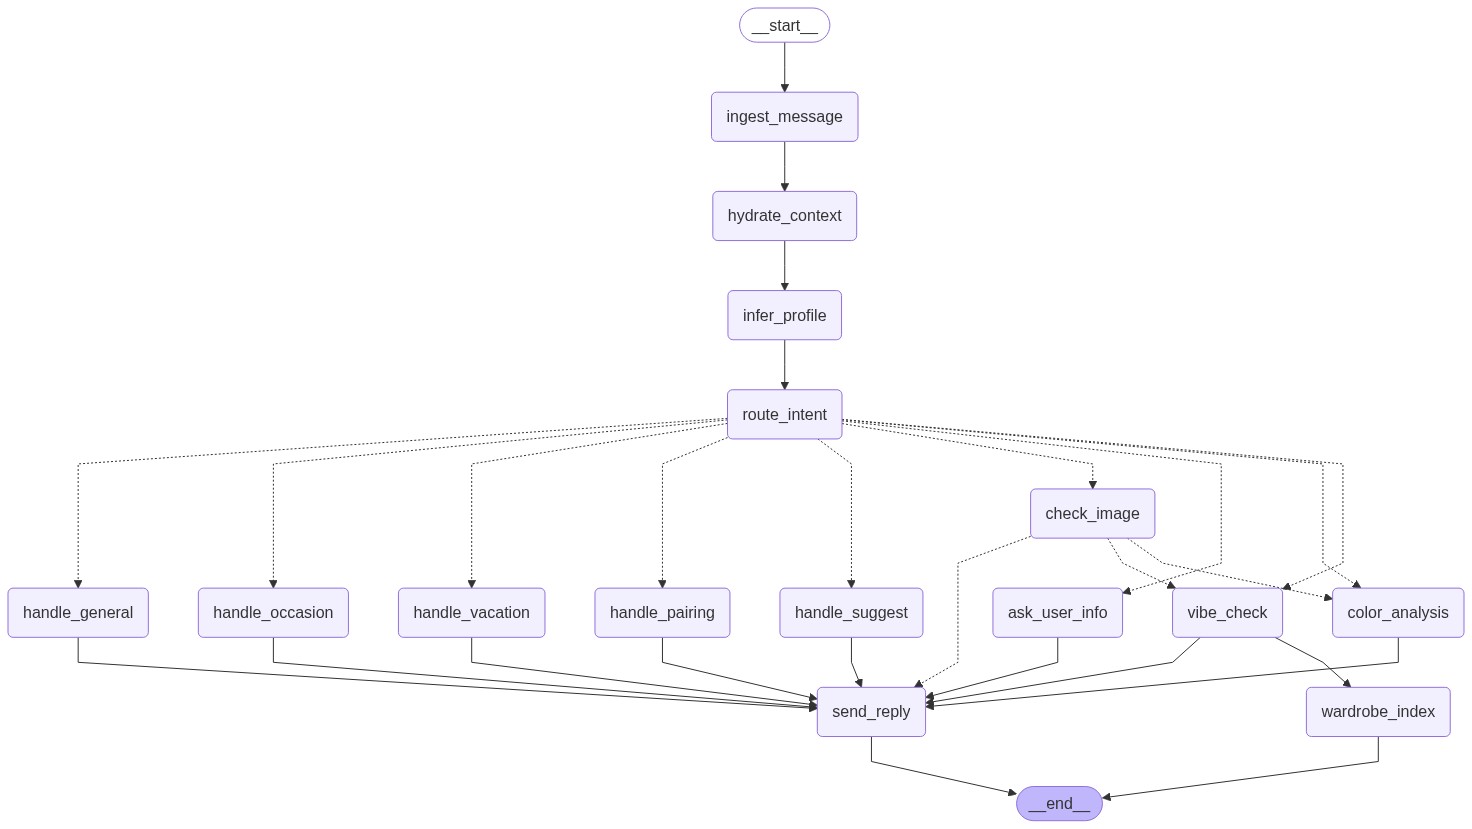 __start__
ingest_message
hydrate_context
infer_profile
route_intent
check_image
handle_general
handle_occasion
handle_vacation
handle_pairing
handle_suggest
ask_user_info
vibe_check
color_analysis
send_reply
wardrobe_index
__end__